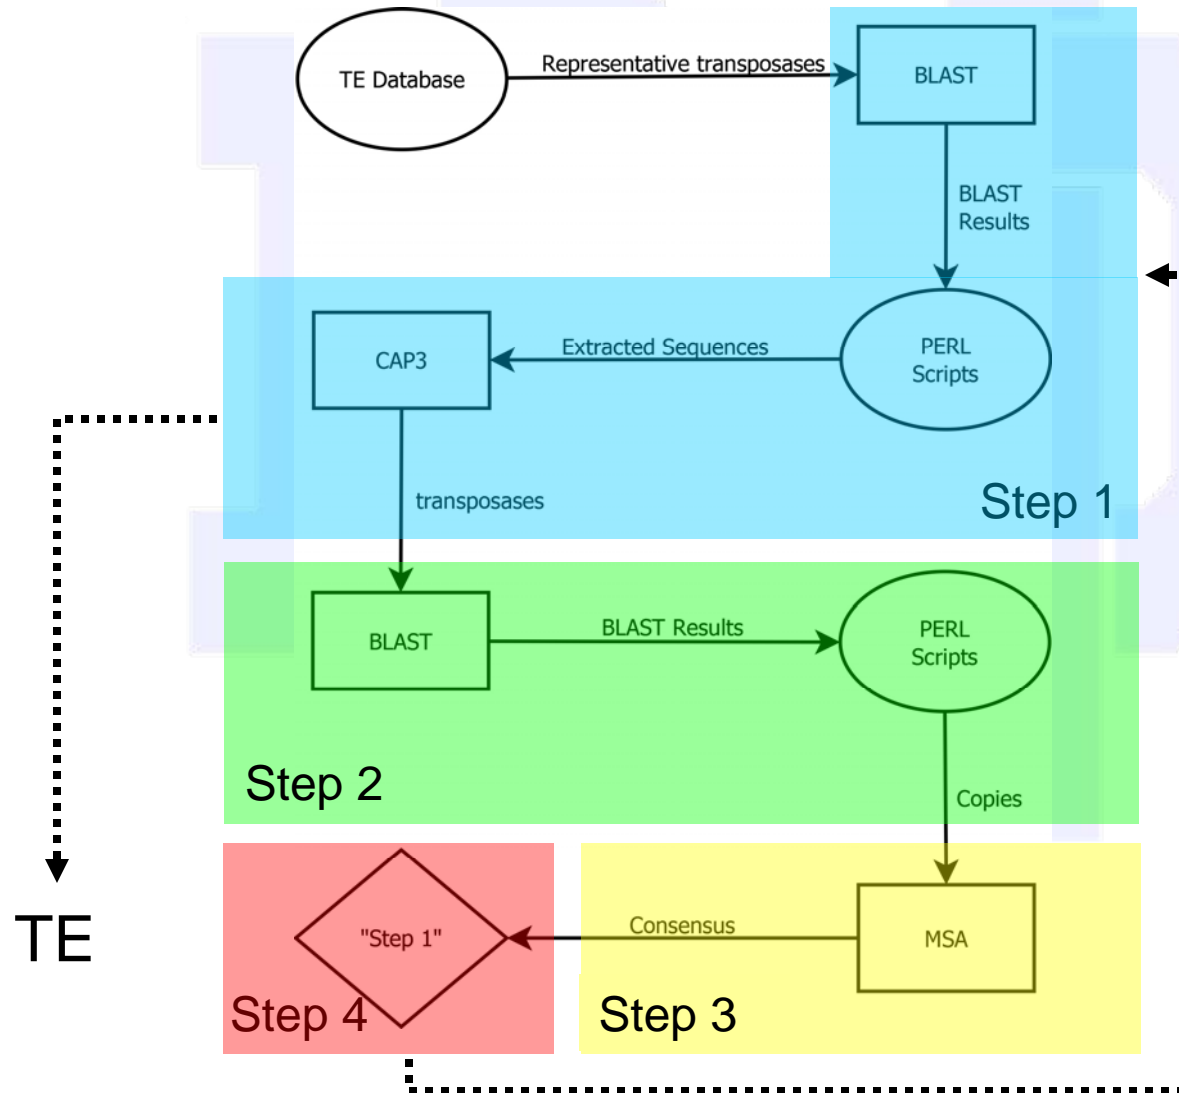 TE Database
Representative transposases
BLAST
BLAST
Results
PERL
Scripts
Extracted Sequences
CAP3
transposases
Step 1
BLAST
BLAST Results
PERL
Scripts
Step 2
Copies
TE
"Step 1"
Consensus
MSA
Step 4
Step 3